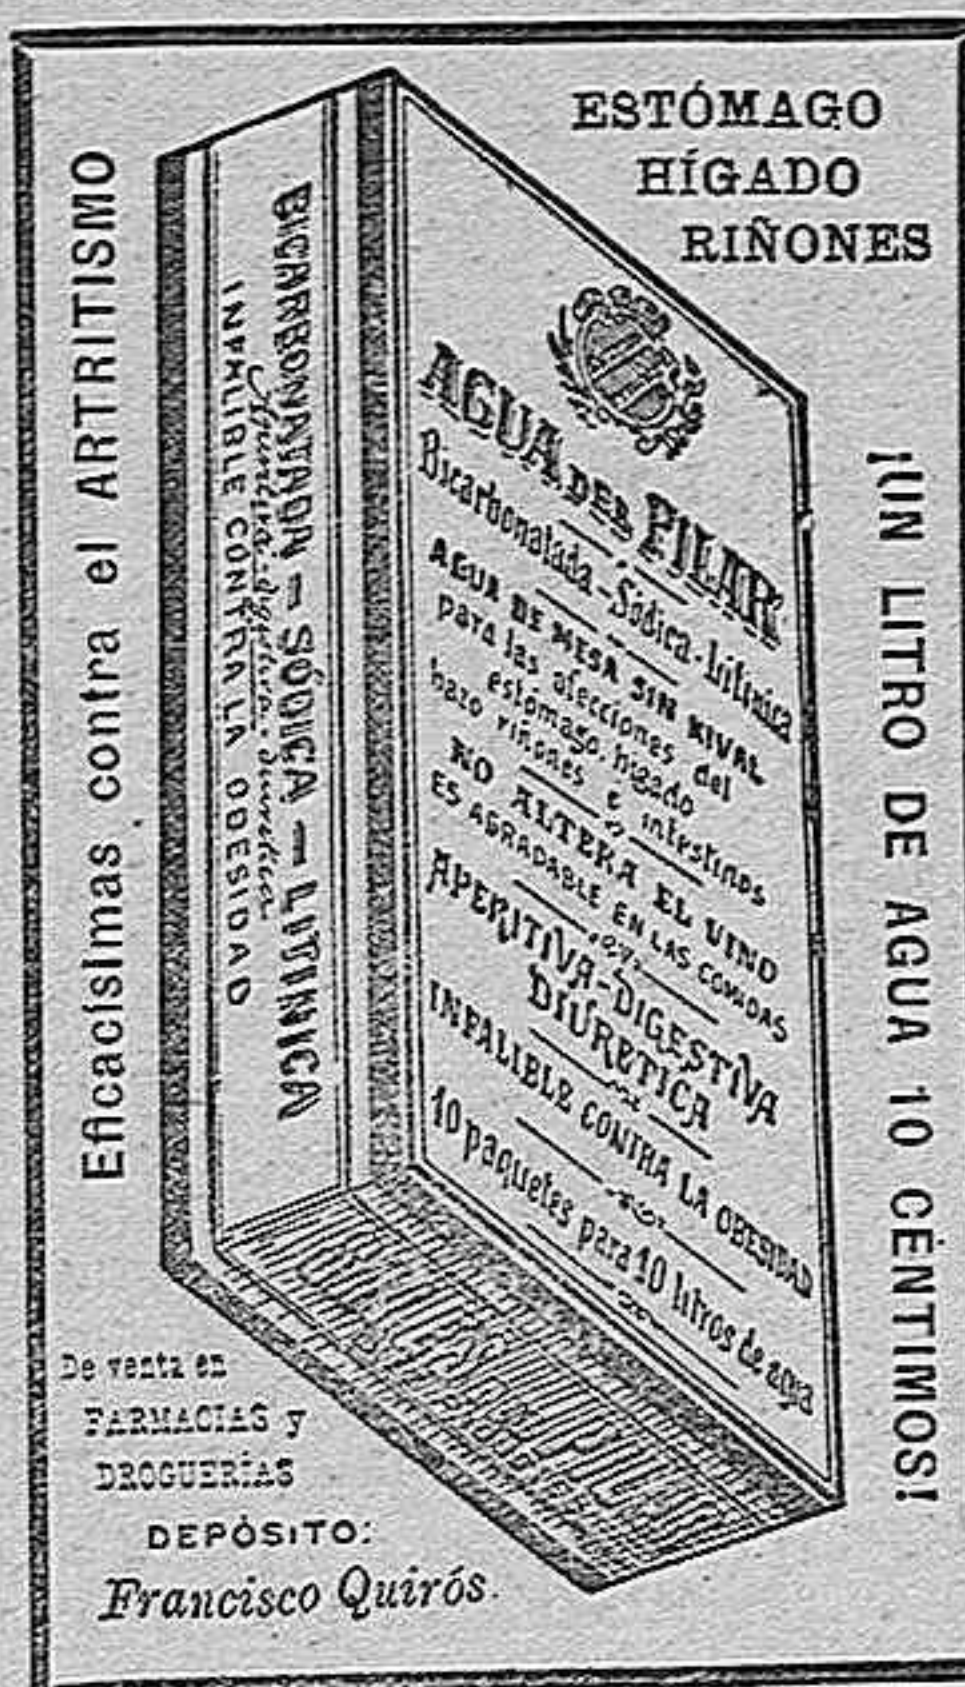 ESTÓMAGO
HÍGADO
RIÑONES
Eficacísimas contra el ARTRITISMO
BICARBONATADA – SÓDICA – LITINICA
INFALIBLE CONTRA LA OBESIDAD
AGUA DEL PILAR
Bicarbonatada-Sódica-Litínica
AGUA DE MESA SIN RIVAL
para las afecciones del
estómago, hígado
bazo riñones e intestinos
NO ALTERA EL VINO
ES AGRADABLE EN LAS COMIDAS
APERITIVA-DIGESTIVA
DIURETICA
INFALIBLE CONTRA LA OBESIDAD
10 paquetes para 10 litros de agua
¡UN LITRO DE AGUA 10 CÉNTIMOS!
De venta en
FARMACIAS y
DROGUERÍAS
DEPÓSITO:
Francisco Quirós.